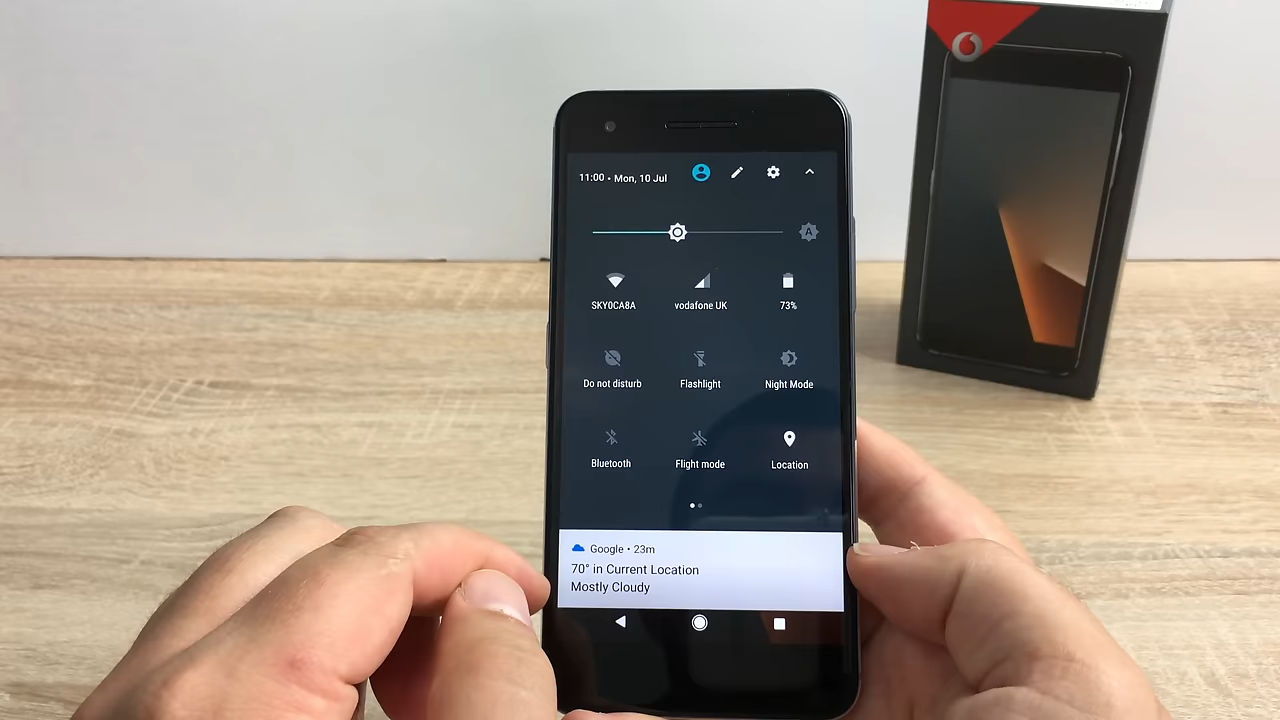 11:00 • Mon, 10 Jul
A
SKY0CA8A
vodafone UK
73%
Do not disturb
Flashlight
Night Mode
Bluetooth
Flight mode
Location
Google • 23m
70° in Current Location
Mostly Cloudy